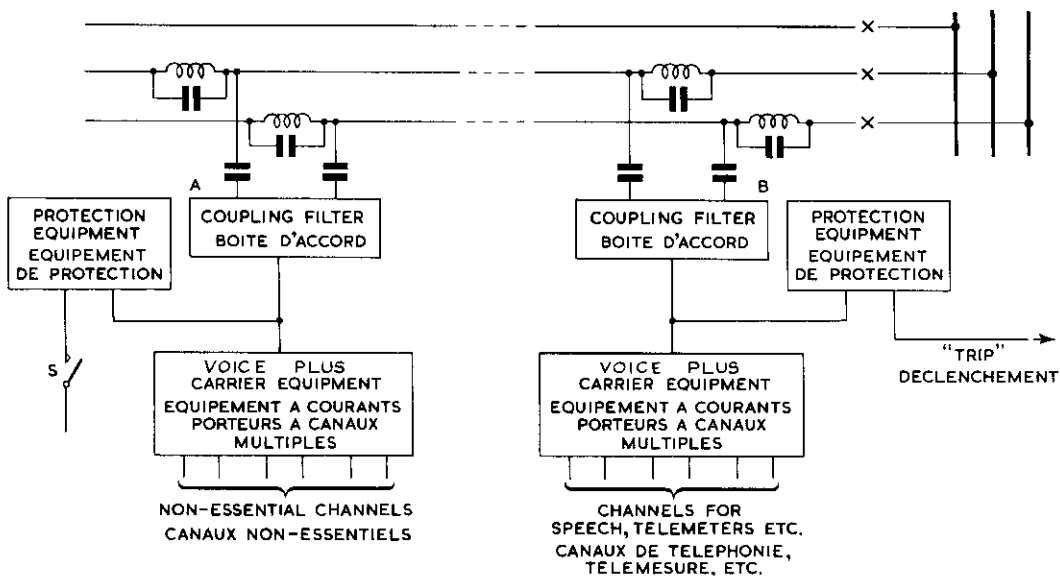 A
B
PROTECTION
EQUIPMENT
EQUIPEMENT
DE PROTECTION
COUPLING FILTER
BOITE D'ACCORD
COUPLING FILTER
BOITE D'ACCORD
PROTECTION
EQUIPMENT
EQUIPEMENT
DE PROTECTION
S
VOICE PLUS
CARRIER EQUIPMENT
EQUIPEMENT A COURANTS
PORTEURS A CANAUX
MULTIPLES
VOICE PLUS
CARRIER EQUIPMENT
EQUIPEMENT A COURANTS
PORTEURS A CANAUX
MULTIPLES
"TRIP"
DECLENCHEMENT
NON-ESSENTIAL CHANNELS
CANAUX NON-ESSENTIELS
CHANNELS FOR
SPEECH, TELEMETERS ETC.
CANAUX DE TELEPHONIE,
TELEMESURE, ETC.